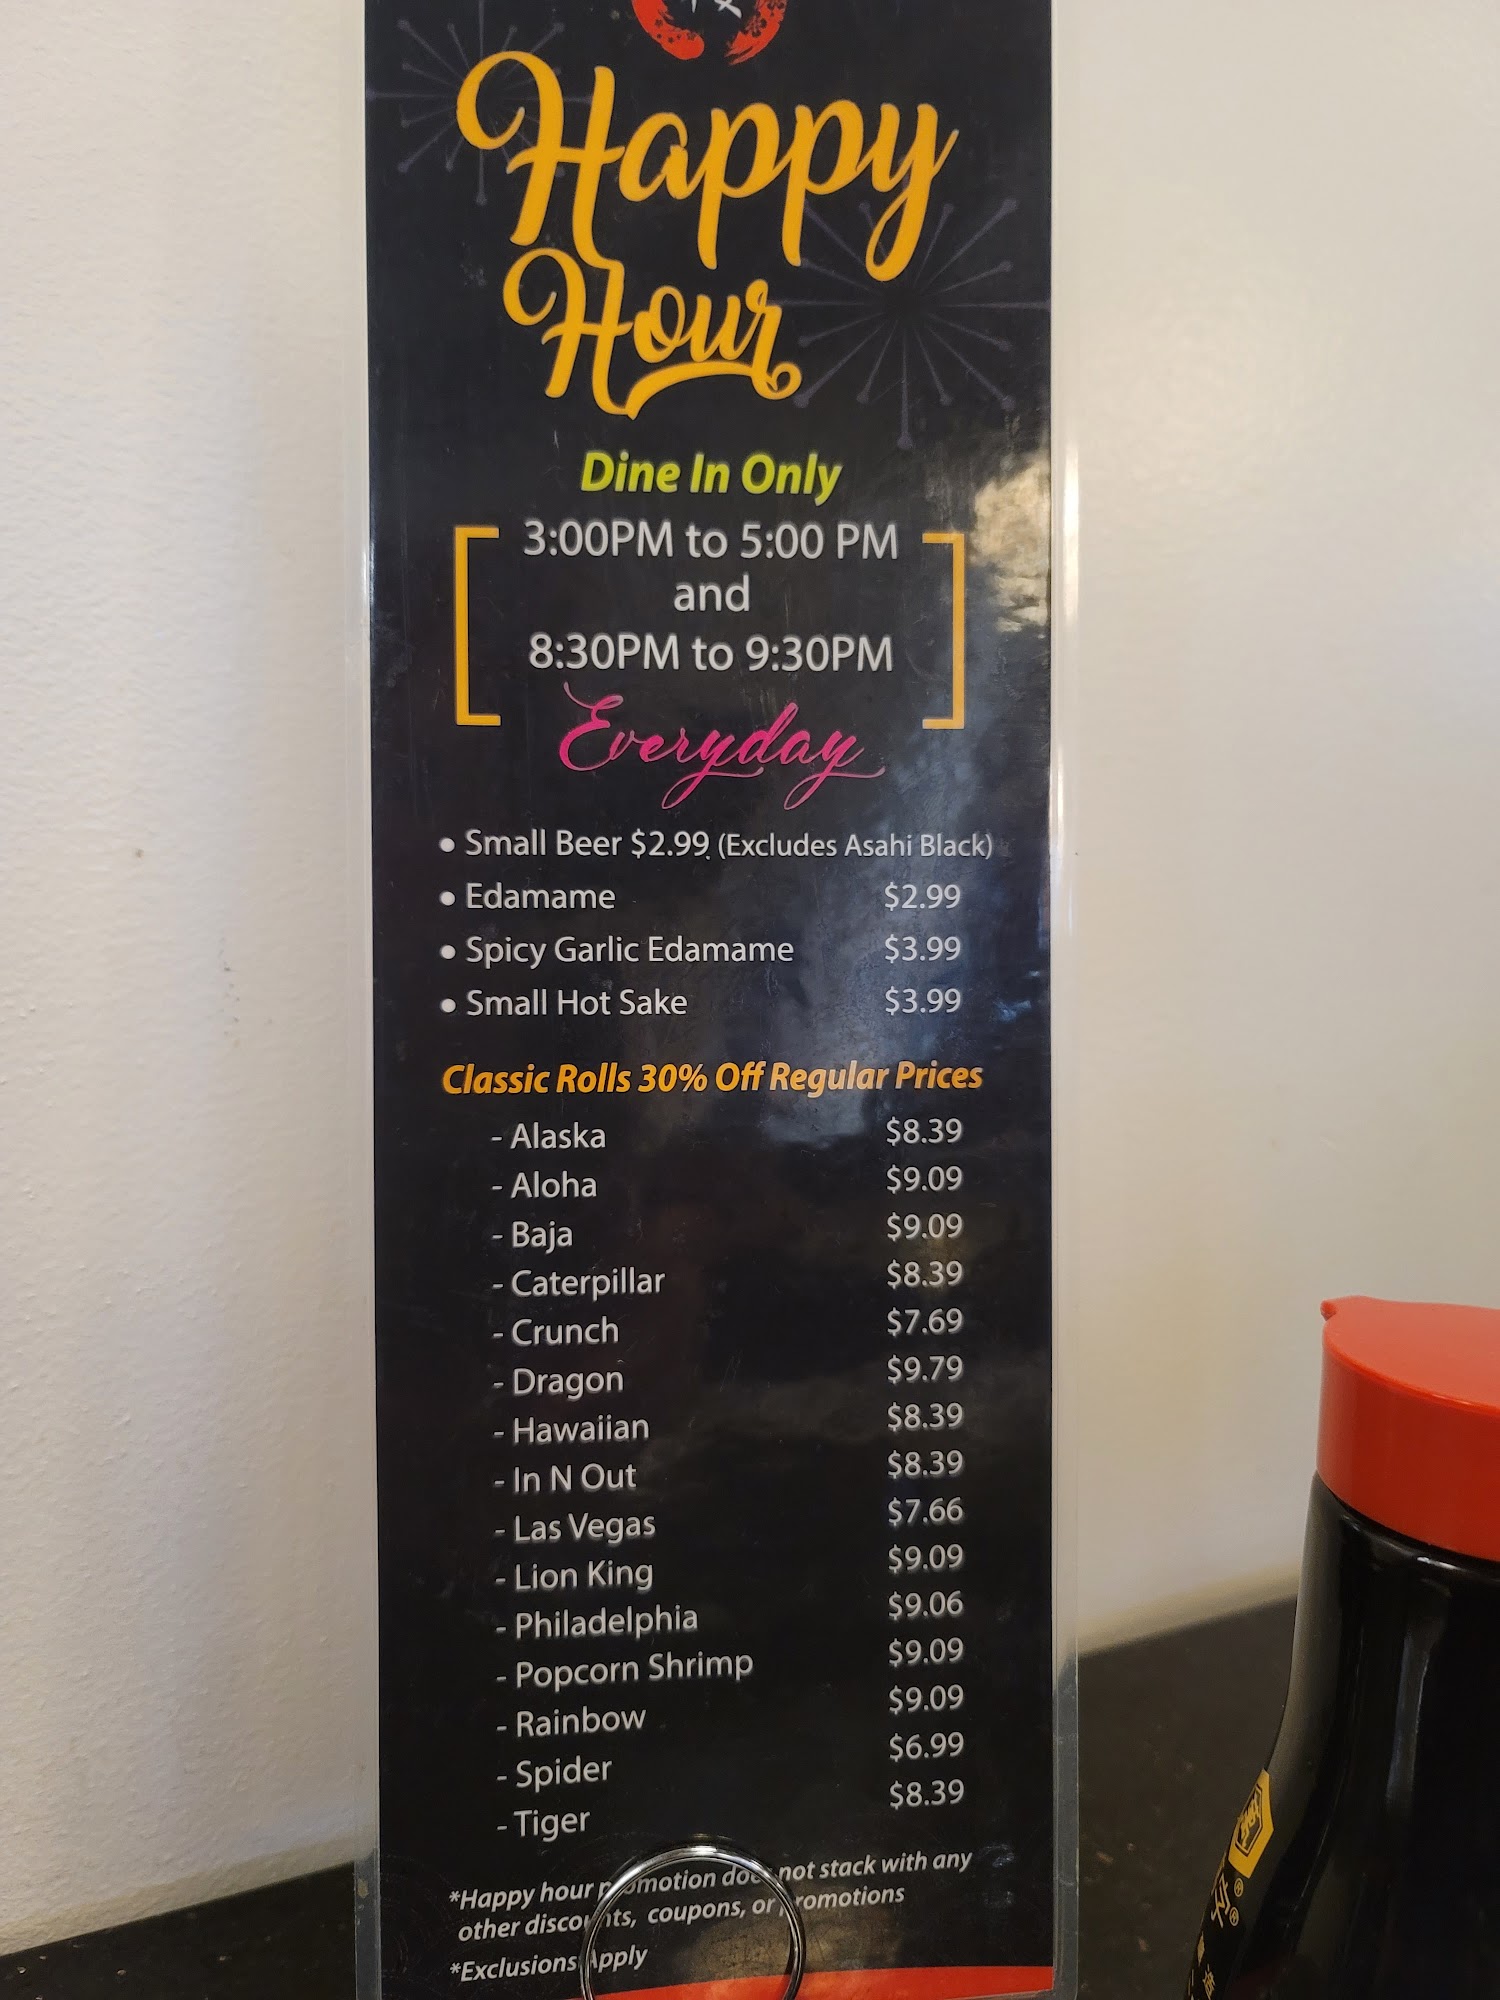 Happy
Hour
Dine In Only
3:00PM to 5:00 PM
and
8:30PM to 9:30PM
Everyday
• Small Beer $2.99 (Excludes Asahi Black)
• Edamame $2.99
• Spicy Garlic Edamame $3.99
• Small Hot Sake $3.99
Classic Rolls 30% Off Regular Prices
- Alaska $8.39
- Aloha $9.09
- Baja $9.09
- Caterpillar $8.39
- Crunch $7.69
- Dragon $9.79
- Hawaiian $8.39
- In N Out $8.39
- Las Vegas $7.66
- Lion King $9.09
- Philadelphia $9.06
- Popcorn Shrimp $9.09
- Rainbow $9.09
- Spider $6.99
- Tiger $8.39
*Happy hour promotion does not stack with any
other discounts, coupons, or promotions
*Exclusions Apply